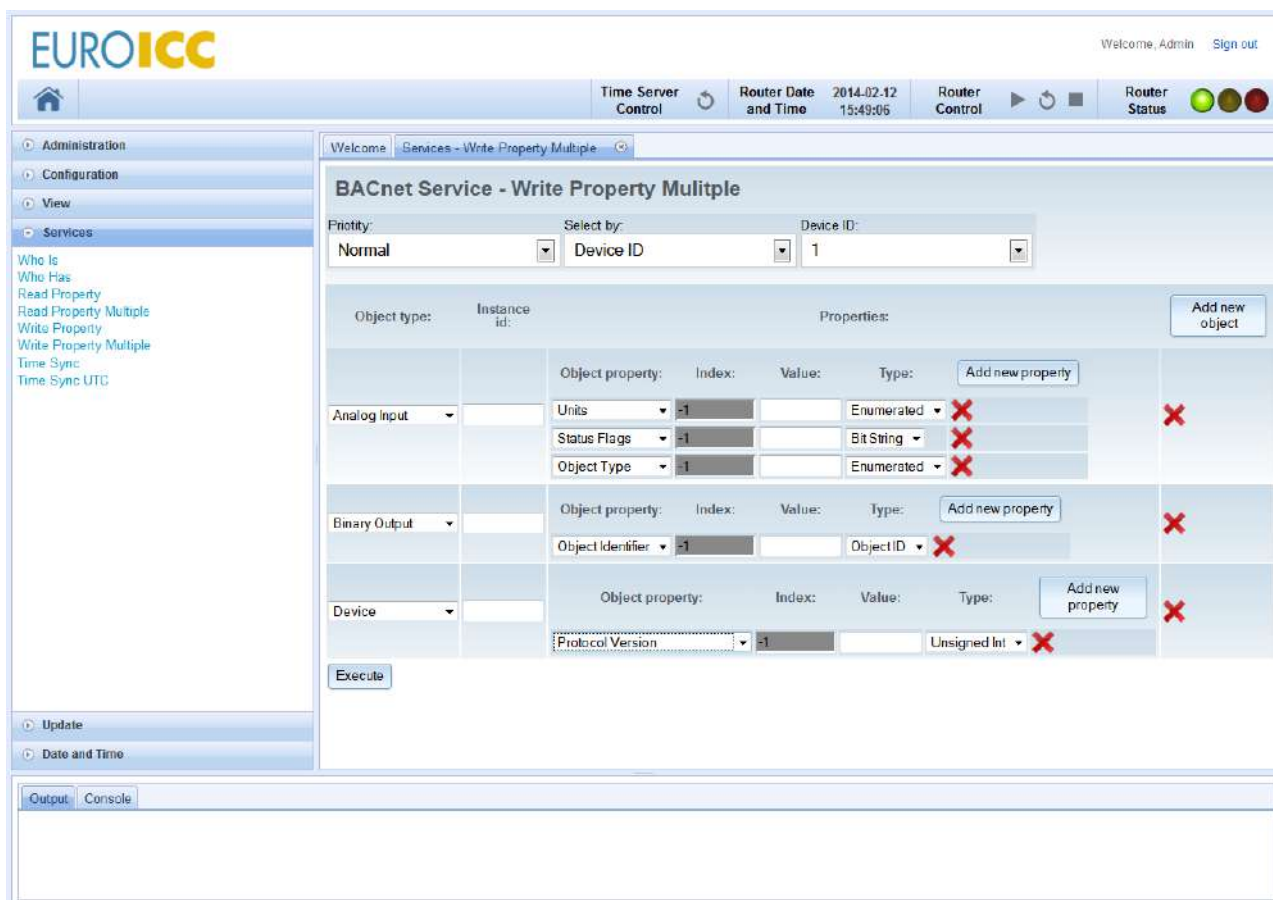 EUROICC
Welcome, Admin Sign out
Time Server Control
Router Date and Time
2014-02-12 15:49:06
Router Control
Router Status
Administration
Configuration
View
Services
Who Is
Who Has
Read Property
Read Property Multiple
Write Property
Write Property Multiple
Time Sync
Time Sync UTC
Update
Date and Time
Welcome
Services - Write Property Multiple
BACnet Service - Write Property Mulitple
Priotity: Select by: Device ID:
Normal Device ID 1
Object type: Instance id: Properties: Add new object
Object property: Index: Value: Type: Add new property
Analog Input
Units -1 Enumerated
Status Flags -1 Bit String
Object Type -1 Enumerated
Object property: Index: Value: Type: Add new property
Binary Output
Object Identifier -1 Object ID
Object property: Index: Value: Type: Add new property
Device
Protocol Version -1 Unsigned Int
Execute
Output Console